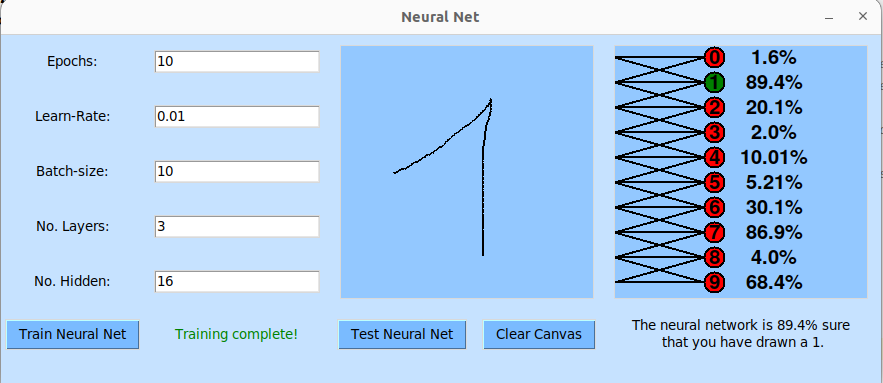 Neural Net
Epochs: 10
Learn-Rate: 0.01
Batch-size: 10
No. Layers: 3
No. Hidden: 16
Train Neural Net
Training complete!
Test Neural Net
Clear Canvas
0 1.6%
1 89.4%
2 20.1%
3 2.0%
4 10.01%
5 5.21%
6 30.1%
7 86.9%
8 4.0%
9 68.4%
The neural network is 89.4% sure
that you have drawn a 1.